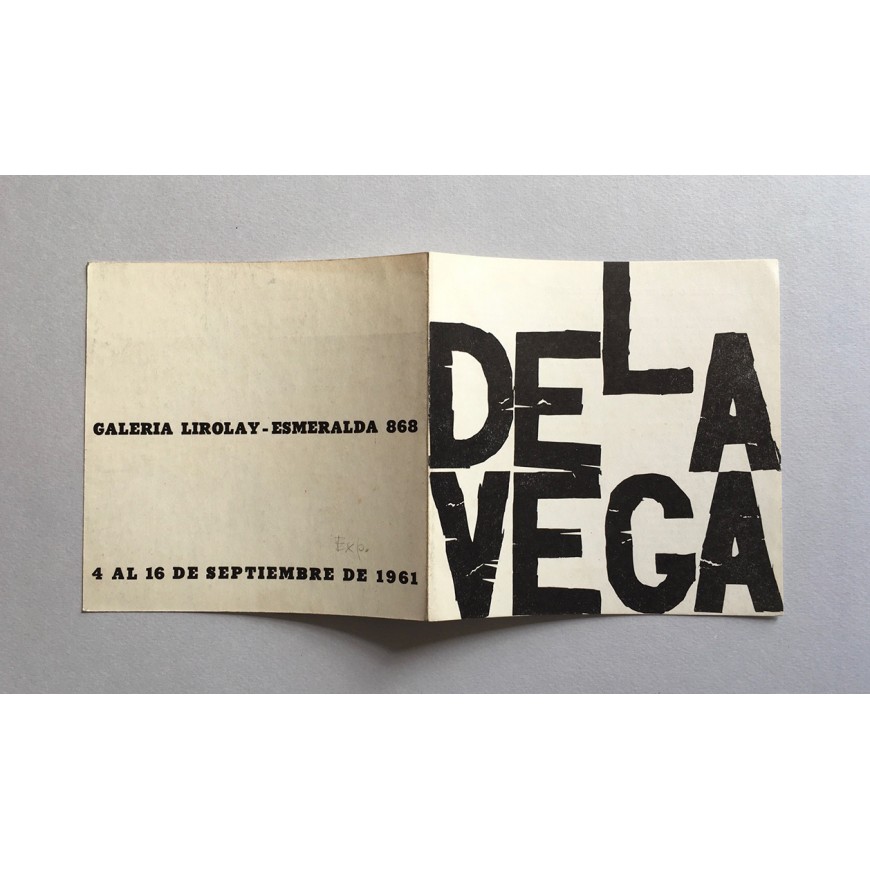 GALERIA LIROLAY-ESMERALDA 868
Exp.
4 AL 16 DE SEPTIEMBRE DE 1961
DE LA
VEGA